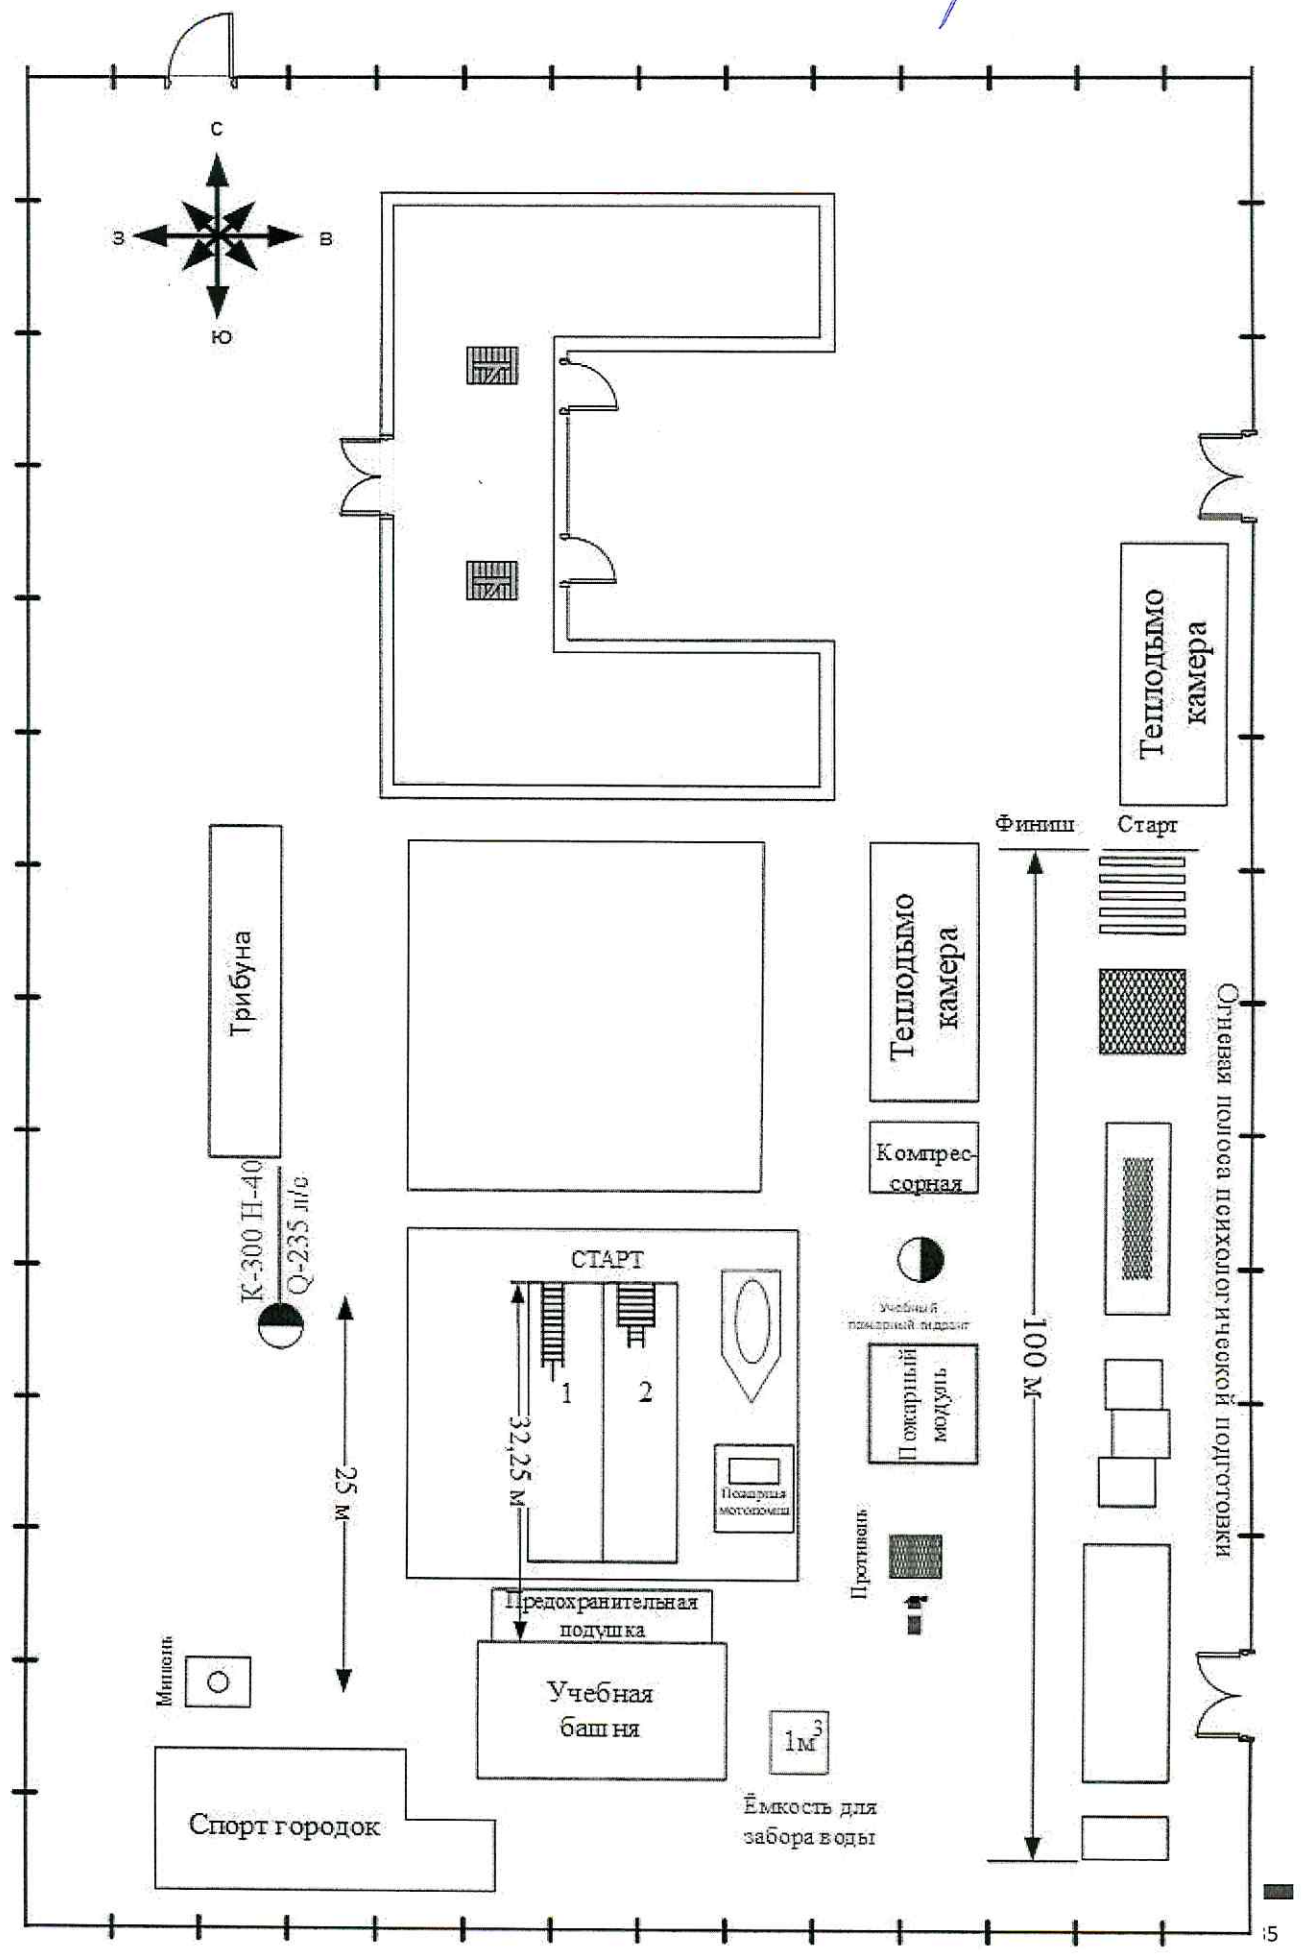 С
З
В
Ю
Теплодымо
камера
Финиш
Старт
Трибуна
Теплодымо
камера
Огневая полоса психологической подготовки
Компрес-
сорная
К-300 Н-40
Q-235 л/с
СТАРТ
Учебный
пожарный гидрант
1
2
32,25 м
25 м
100 м
Пожарный
модуль
Пожарная
мотопомпа
Противень
Предохранительная
подушка
Мишень
Учебная
башня
1м³
Ёмкость для
забора воды
Спорт городок